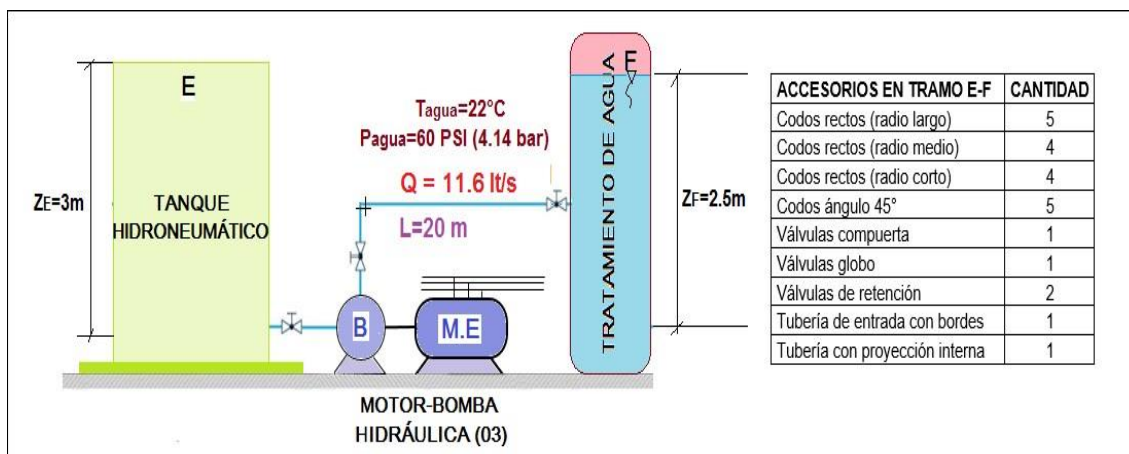 E
ZE=3m
TANQUE
HIDRONEUMÁTICO
Tagua=22°C
Pagua=60 PSI (4.14 bar)
Q = 11.6 lt/s
L=20 m
B
M.E
MOTOR-BOMBA
HIDRÁULICA (03)
F
TRATAMIENTO DE AGUA
ZF=2.5m
ACCESORIOS EN TRAMO E-F CANTIDAD
Codos rectos (radio largo) 5
Codos rectos (radio medio) 4
Codos rectos (radio corto) 4
Codos ángulo 45° 5
Válvulas compuerta 1
Válvulas globo 1
Válvulas de retención 2
Tubería de entrada con bordes 1
Tubería con proyección interna 1